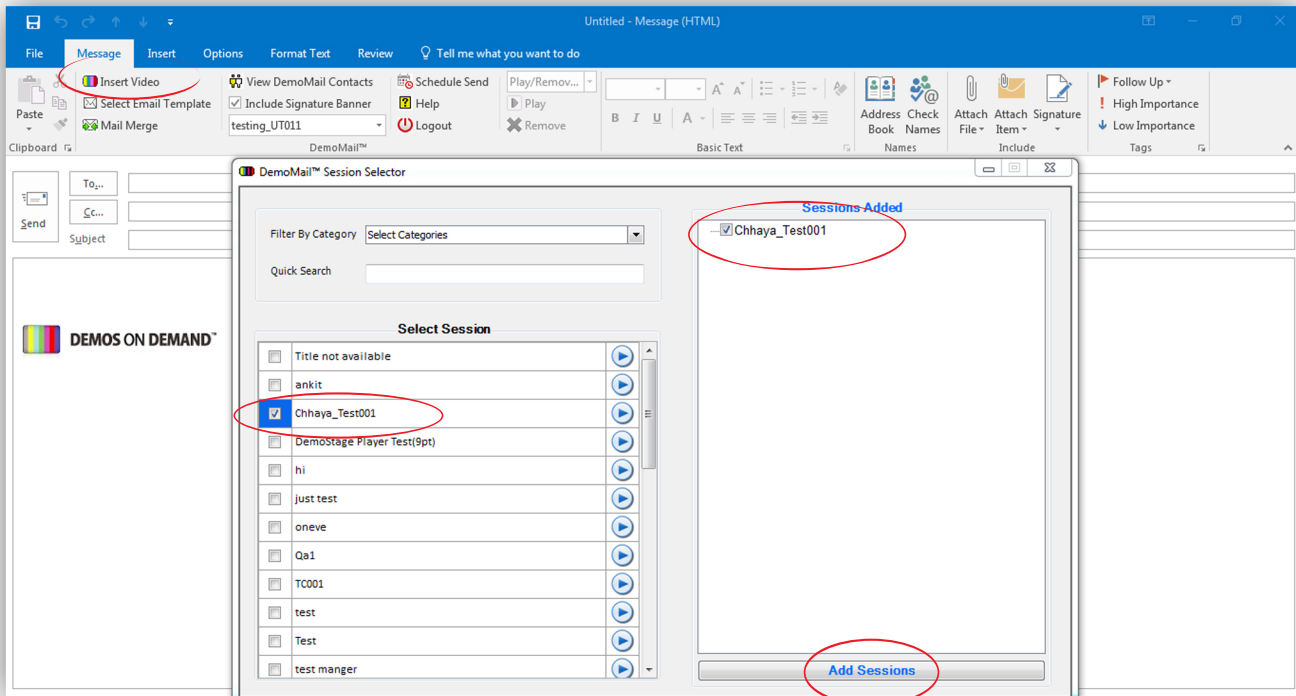 Untitled - Message (HTML)
File Message Insert Options Format Text Review Tell me what you want to do
Paste
Clipboard
Insert Video
Select Email Template
Mail Merge
View DemoMail Contacts
Include Signature Banner
testing_UT011
Schedule Send
Help
Logout
DemoMail™
Play/Remov...
Play
Remove
B I U A
Basic Text
Address Book
Check Names
Names
Attach File
Attach Item
Signature
Include
Follow Up
High Importance
Low Importance
Tags
Send
To...
Cc...
Subject
DEMOS ON DEMAND™
DemoMail™ Session Selector
Filter By Category Select Categories
Quick Search
Select Session
Title not available
ankit
Chhaya_Test001
DemoStage Player Test(9pt)
hi
just test
oneve
Qa1
TC001
test
Test
test manger
Sessions Added
Chhaya_Test001
Add Sessions